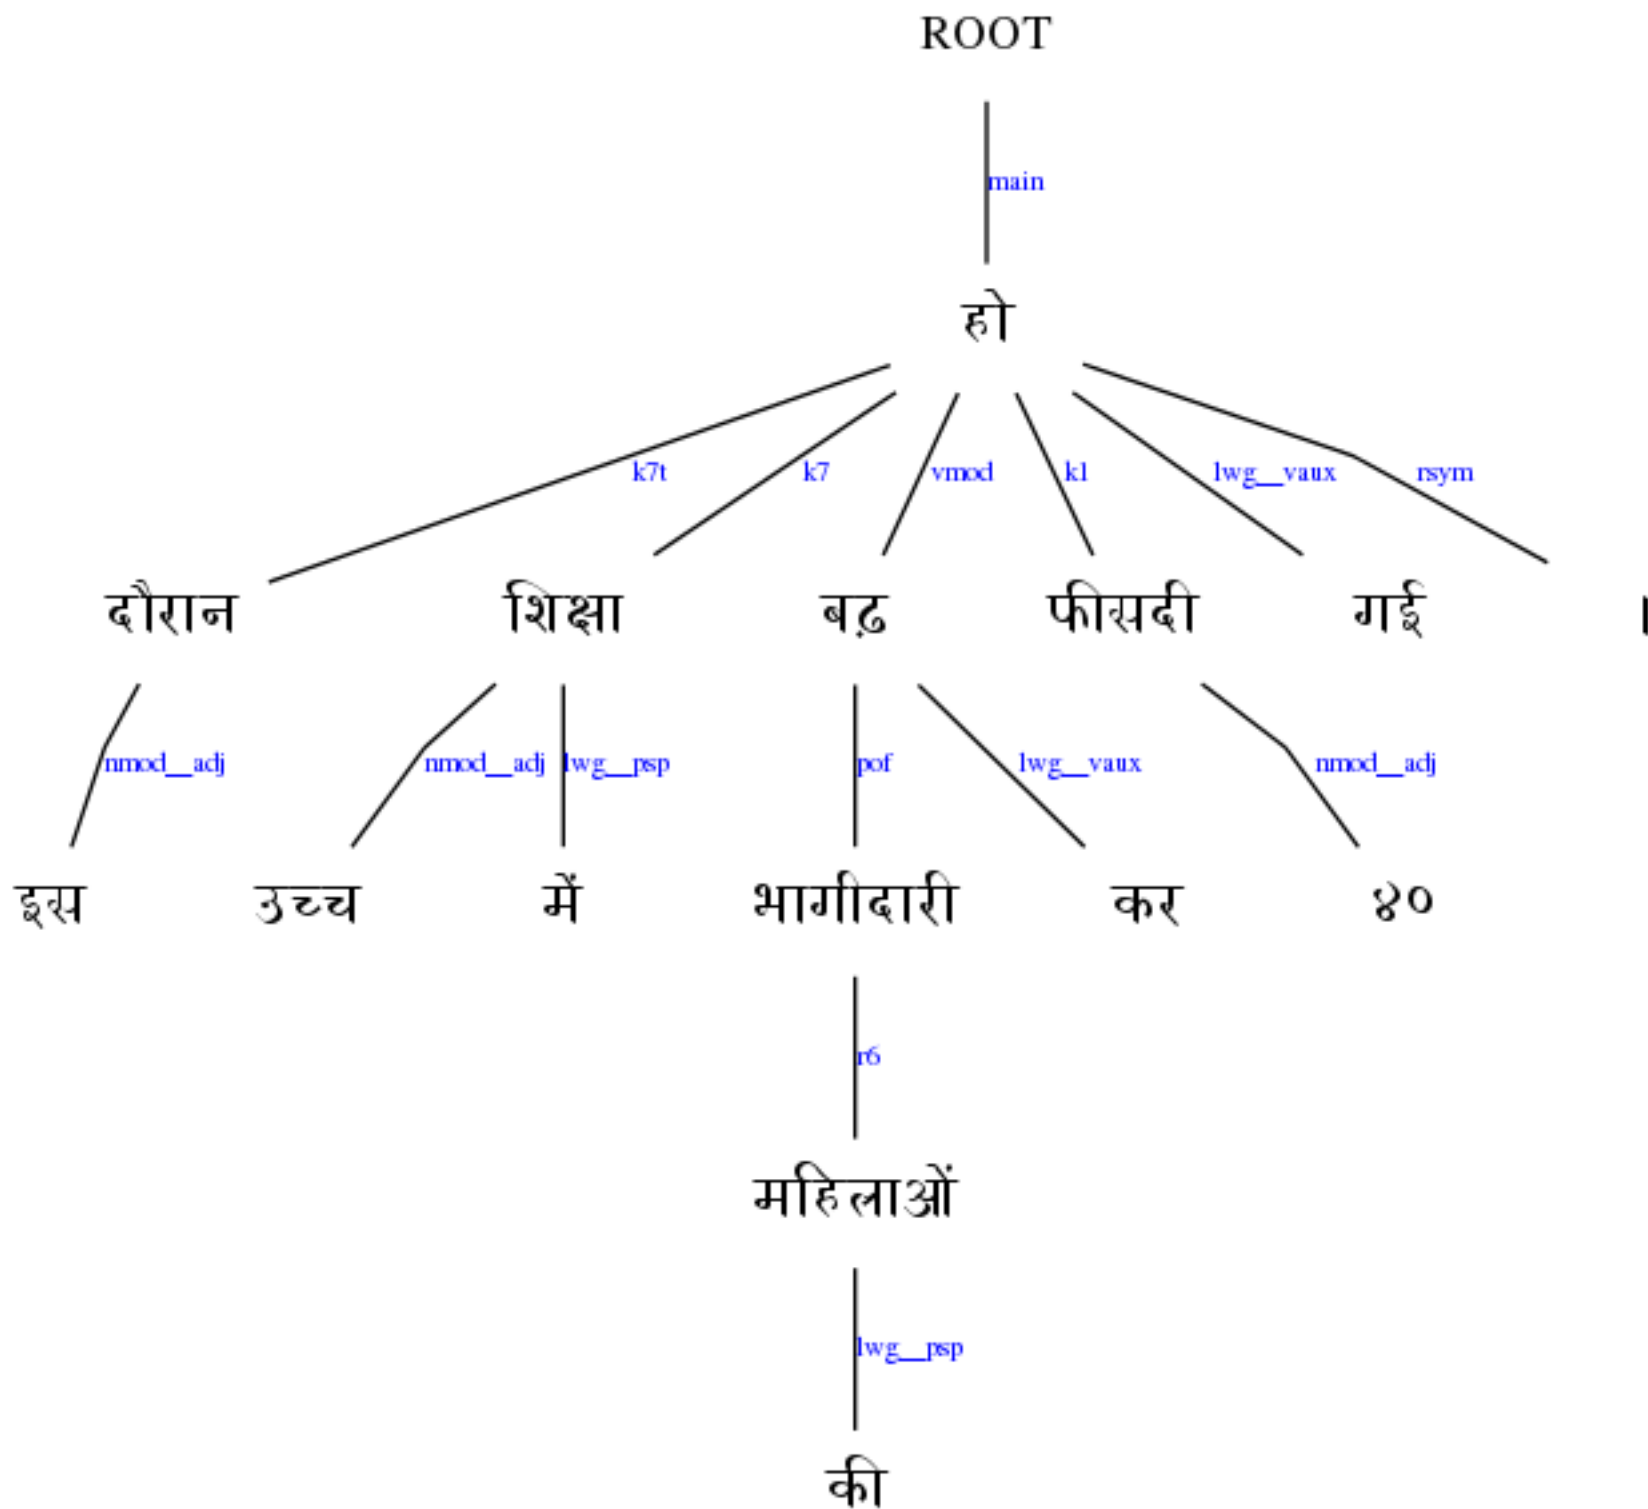 ROOT
main
हो
k7t k7 vmod k1 lwg__vaux rsym
दौरान शिक्षा बढ़ फीसदी गई ।
nmod__adj nmod__adj lwg__psp pof lwg__vaux nmod__adj
इस उच्च में भागीदारी कर ४०
r6
महिलाओं
lwg__psp
की